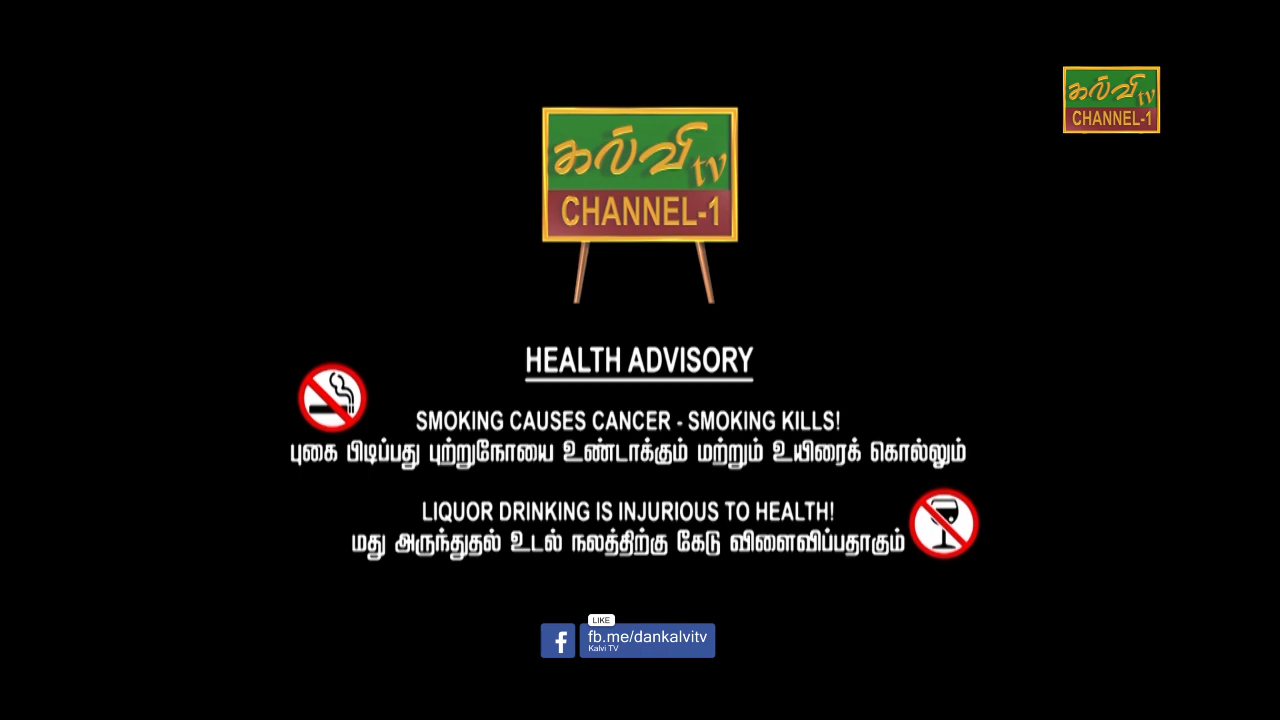 கல்வி tv
CHANNEL-1
கல்வி tv
CHANNEL-1
HEALTH ADVISORY
SMOKING CAUSES CANCER - SMOKING KILLS!
புகை பிடிப்பது புற்றுநோயை உண்டாக்கும் மற்றும் உயிரைக் கொல்லும்
LIQUOR DRINKING IS INJURIOUS TO HEALTH!
மது அருந்துதல் உடல் நலத்திற்கு கேடு விளைவிப்பதாகும்
LIKE
f fb.me/dankalvitv
Kalvi TV